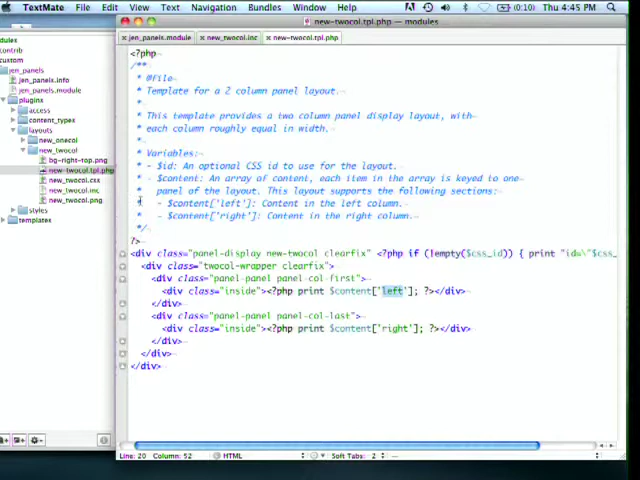 TextMate File Edit View Text Navigation Bundles Window Help (0:10) Thu 4:45 PM
new-twocol.tpl.php — modules
jen_panels.module new_twocol.inc new-twocol.tpl.php
dules
contrib
custom
jen_panels
jen_panels.info
jen_panels.module
plugins
access
content_types
layouts
new_onecol
new_twocol
bg-right-top.png
new-twocol.tpl.php
new_twocol.css
new_twocol.inc
new_twocol.png
styles
templates
<?php
/**
* @File
* Template for a 2 column panel layout.
*
* This template provides a two column panel display layout, with
* each column roughly equal in width.
*
* Variables:
* - $id: An optional CSS id to use for the layout.
* - $content: An array of content, each item in the array is keyed to one
* panel of the layout. This layout supports the following sections:
* - $content['left']: Content in the left column.
* - $content['right']: Content in the right column.
*/
?>
<div class="panel-display new-twocol clearfix" <?php if (!empty($css_id)) { print "id=\"$css_
<div class="twocol-wrapper clearfix">
<div class="panel-panel panel-col-first">
<div class="inside"><?php print $content['left']; ?></div>
</div>
<div class="panel-panel panel-col-last">
<div class="inside"><?php print $content['right']; ?></div>
</div>
</div>
</div>
Line: 20 Column: 52 HTML Soft Tabs: 2 —